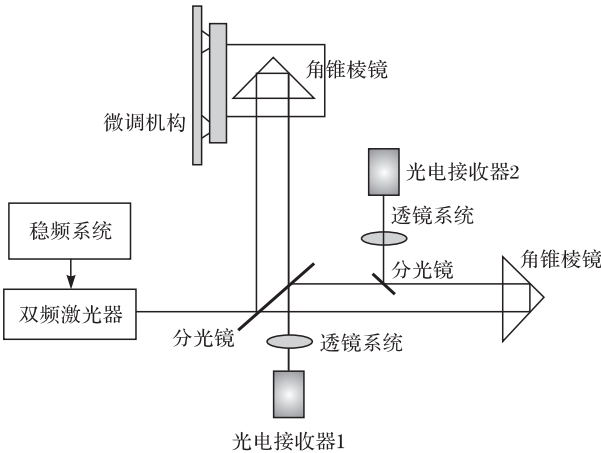 角锥棱镜
微调机构
光电接收器2
透镜系统
稳频系统
分光镜
角锥棱镜
双频激光器
分光镜
透镜系统
光电接收器1